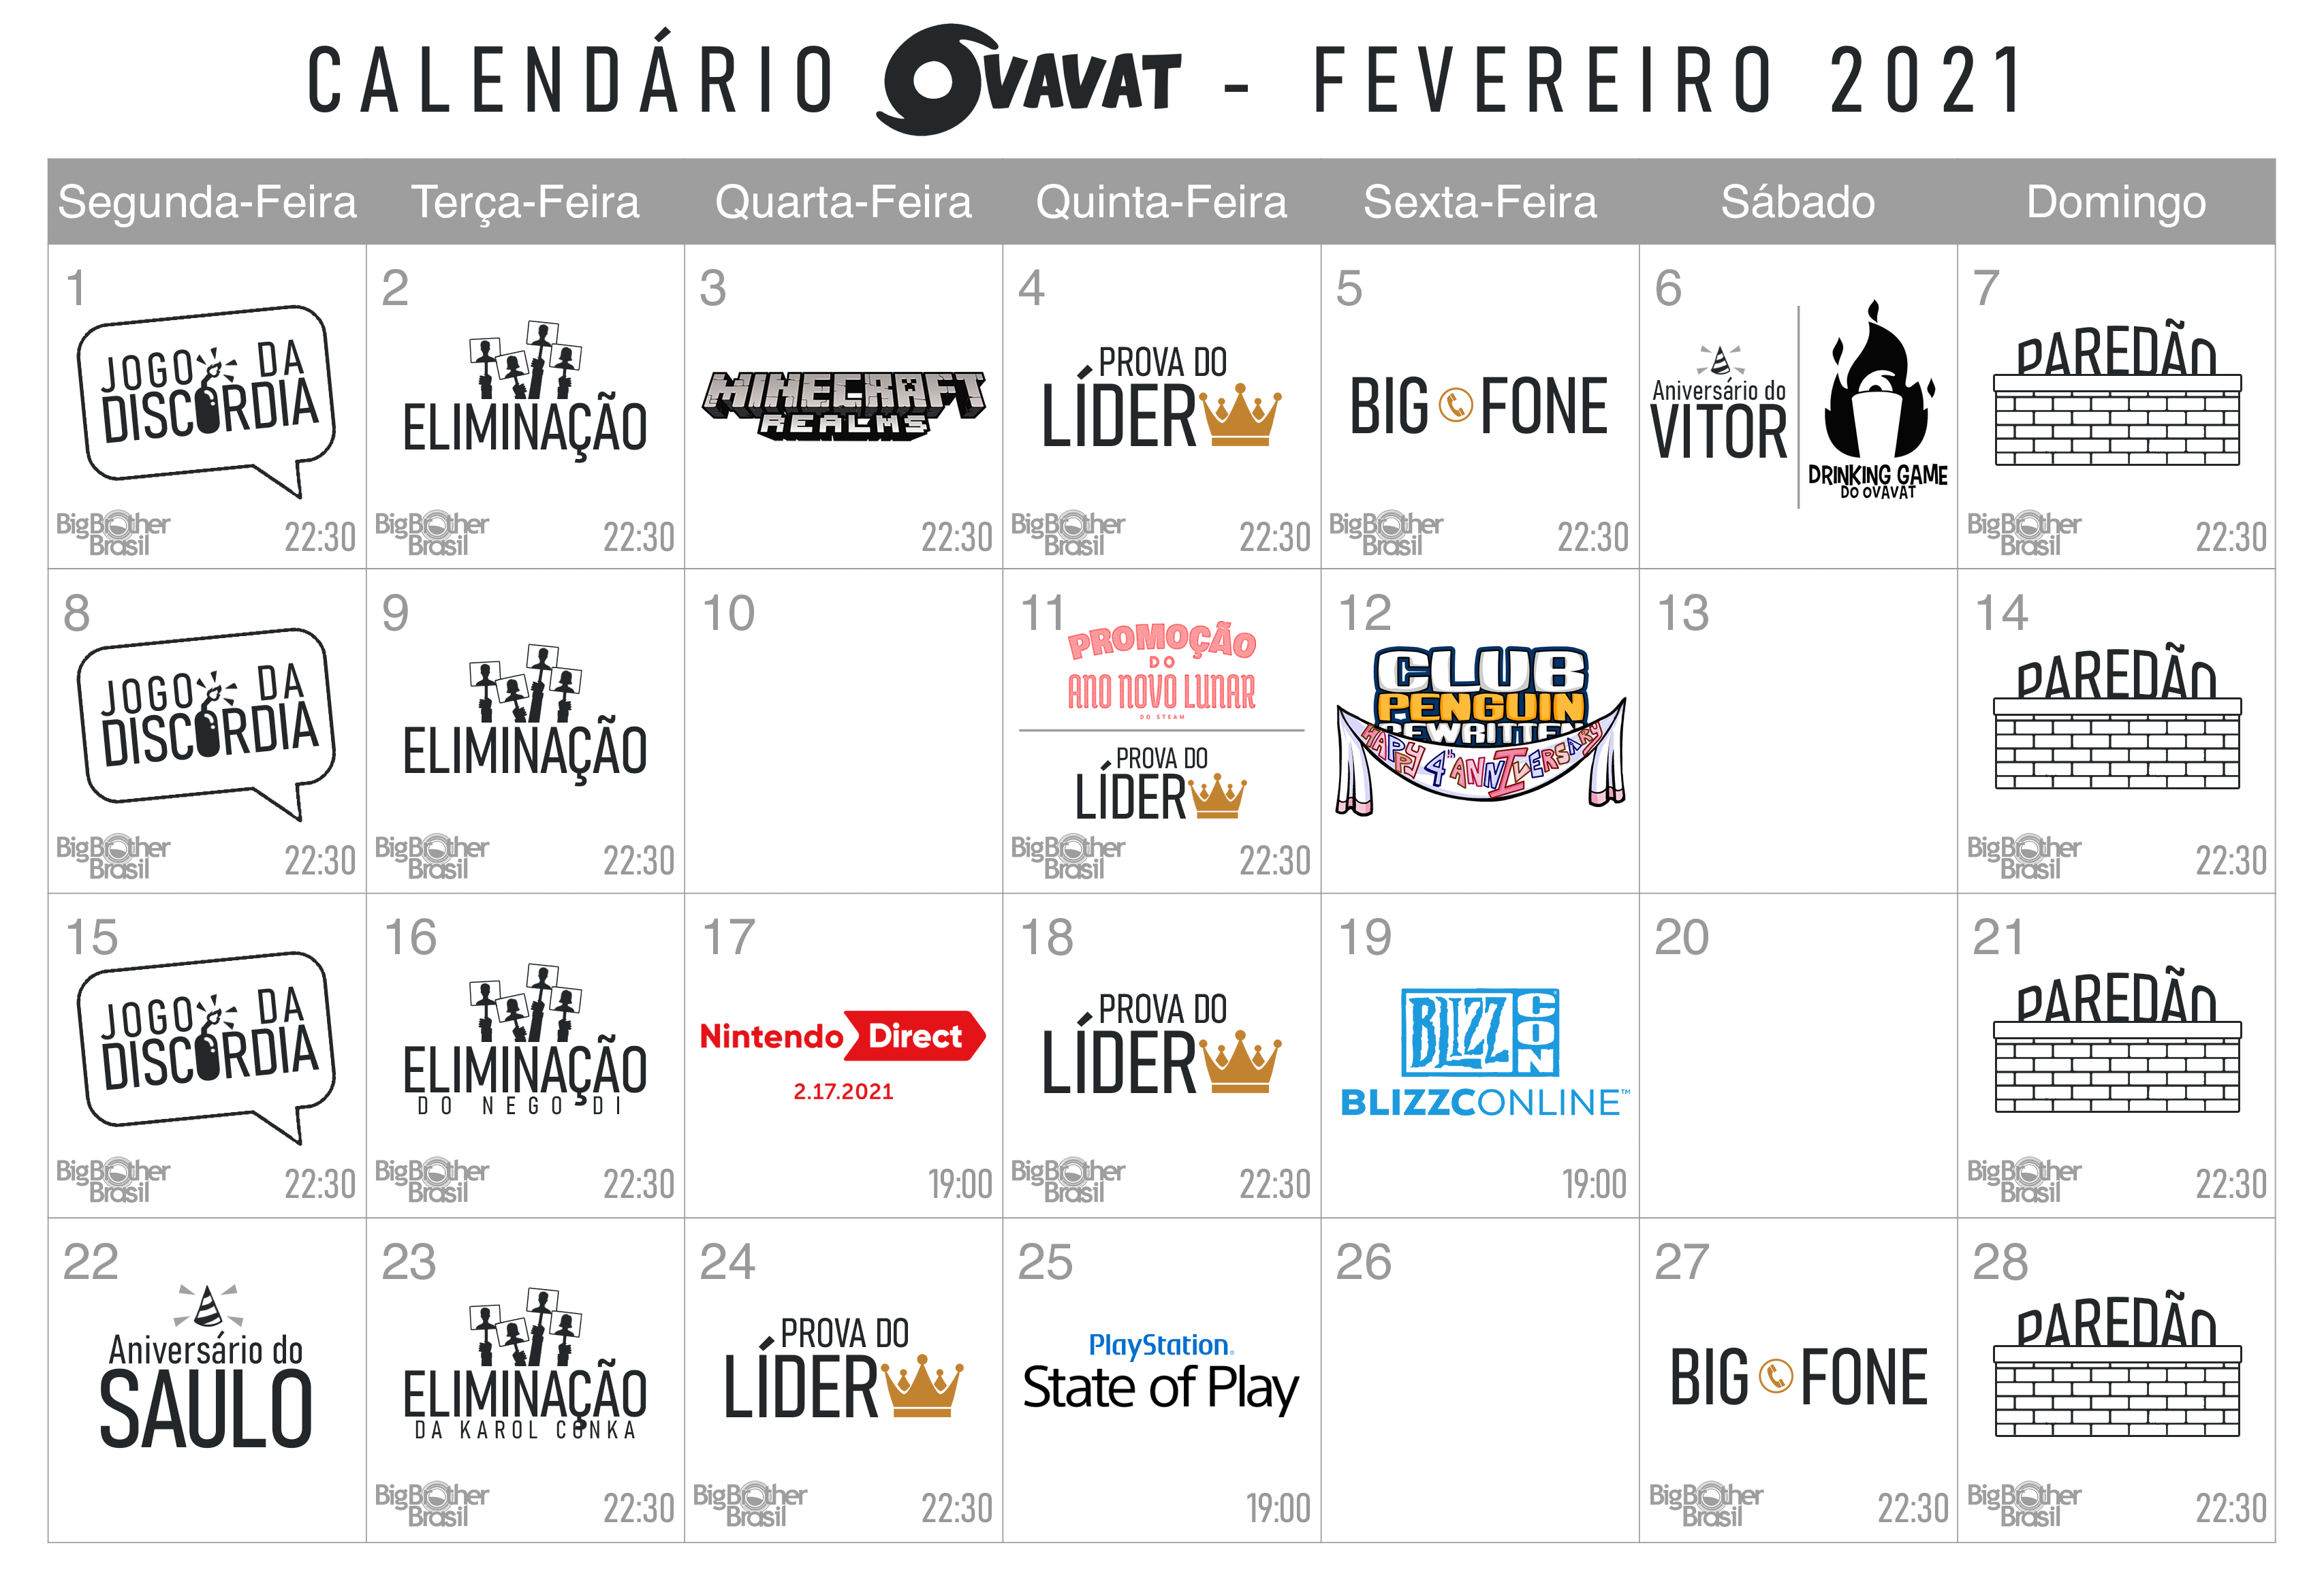 CALENDÁRIO OVAVAT - FEVEREIRO 2021
Segunda-Feira Terça-Feira Quarta-Feira Quinta-Feira Sexta-Feira Sábado Domingo
1
JOGO DA
DISCÓRDIA
BigBrother
Brasil
22:30
2
ELIMINAÇÃO
BigBrother
Brasil
22:30
3
MINECRAFT
REALMS
22:30
4
PROVA DO
LÍDER
BigBrother
Brasil
22:30
5
BIG FONE
BigBrother
Brasil
22:30
6
Aniversário do
VITOR
DRINKING GAME
DO OVAVAT
7
PAREDÃO
BigBrother
Brasil
22:30
8
JOGO DA
DISCÓRDIA
BigBrother
Brasil
22:30
9
ELIMINAÇÃO
BigBrother
Brasil
22:30
10
11
PROMOÇÃO
DO
ANO NOVO LUNAR
DO STEAM
PROVA DO
LÍDER
BigBrother
Brasil
22:30
12
CLUB
PENGUIN
REWRITTEN
HAPPY 4th ANNIVERSARY
13
14
PAREDÃO
BigBrother
Brasil
22:30
15
JOGO DA
DISCÓRDIA
BigBrother
Brasil
22:30
16
ELIMINAÇÃO
DO NEGO DI
BigBrother
Brasil
22:30
17
Nintendo Direct
2.17.2021
19:00
18
PROVA DO
LÍDER
BigBrother
Brasil
22:30
19
BLIZZ CON
BLIZZCONLINE™
19:00
20
21
PAREDÃO
BigBrother
Brasil
22:30
22
Aniversário do
SAULO
23
ELIMINAÇÃO
DA KAROL CONKA
BigBrother
Brasil
22:30
24
PROVA DO
LÍDER
BigBrother
Brasil
22:30
25
PlayStation®
State of Play
19:00
26
27
BIG FONE
BigBrother
Brasil
22:30
28
PAREDÃO
BigBrother
Brasil
22:30